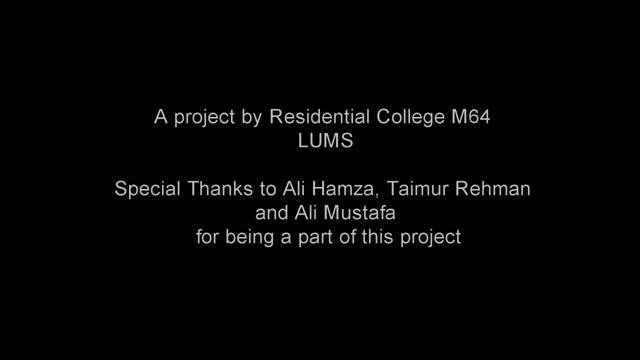 A project by Residential College M64
LUMS
Special Thanks to Ali Hamza, Taimur Rehman
and Ali Mustafa
for being a part of this project